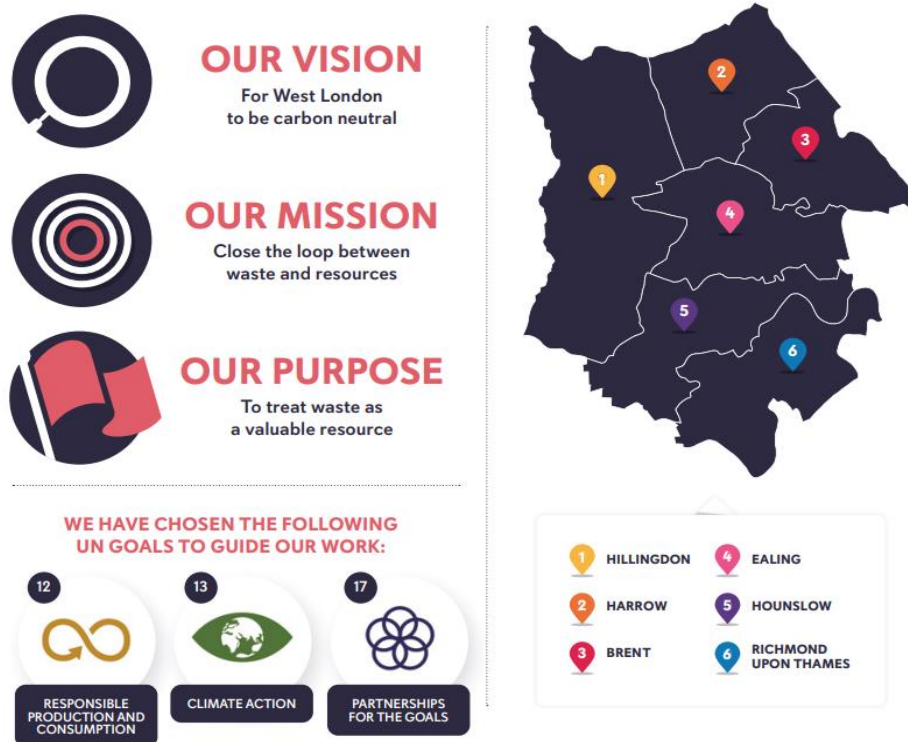 OUR VISION
For West London
to be carbon neutral
OUR MISSION
Close the loop between
waste and resources
OUR PURPOSE
To treat waste as
a valuable resource
WE HAVE CHOSEN THE FOLLOWING
UN GOALS TO GUIDE OUR WORK:
12
RESPONSIBLE
PRODUCTION AND
CONSUMPTION
13
CLIMATE ACTION
17
PARTNERSHIPS
FOR THE GOALS
2
3
1
4
5
6
1 HILLINGDON
2 HARROW
3 BRENT
4 EALING
5 HOUNSLOW
6 RICHMOND
UPON THAMES